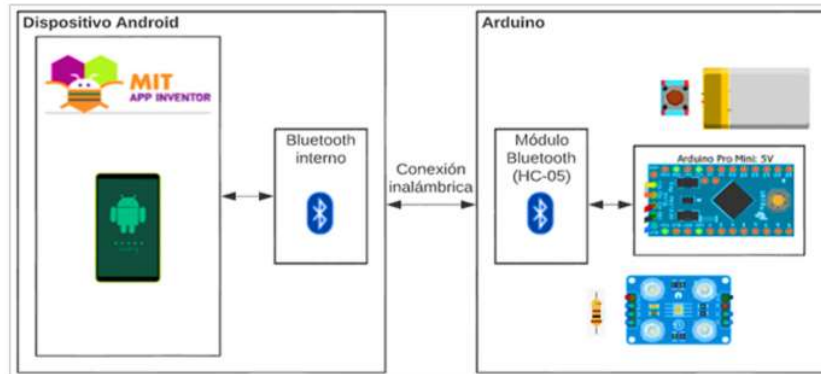 Dispositivo Android
MIT
APP INVENTOR
Bluetooth
interno
Conexión
inalámbrica
Arduino
Módulo
Bluetooth
(HC-05)
Arduino Pro Mini: 5V